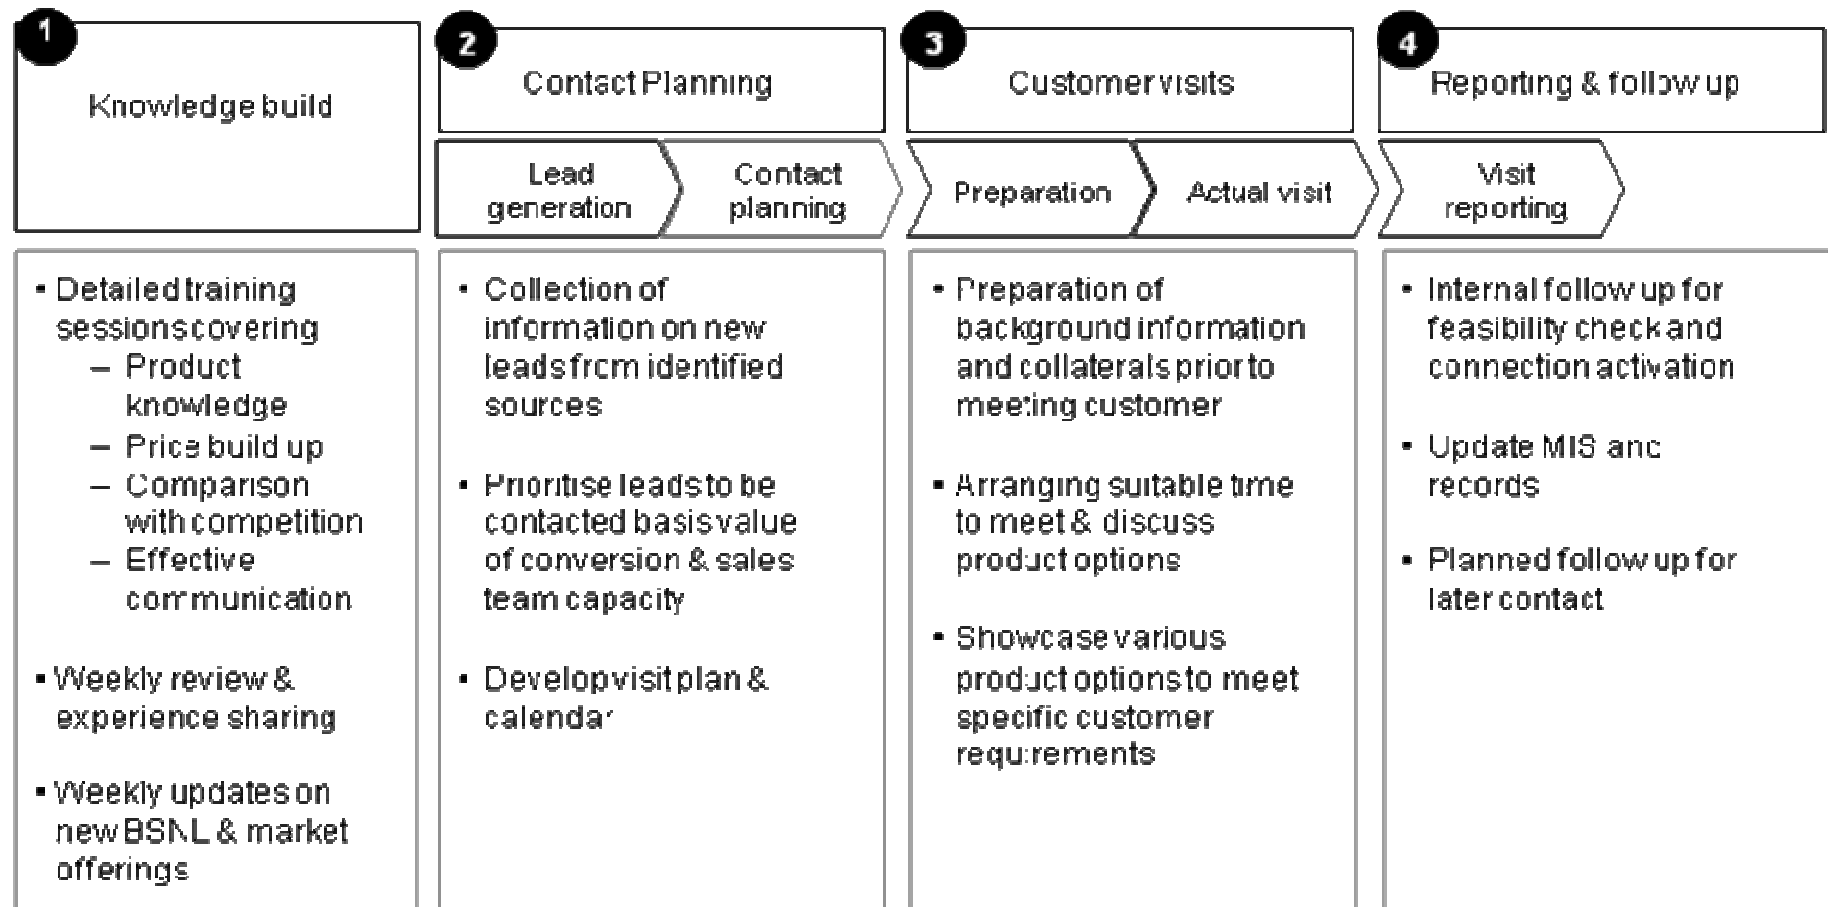 1
Knowledge build
2
Contact Planning
3
Customer visits
4
Reporting & follow up
Lead
generation
Contact
planning
Preparation
Actual visit
Visit
reporting
▪ Detailed training
sessions covering
– Product
knowledge
– Price build up
– Comparison
with competition
– Effective
communication
▪ Weekly review &
experience sharing
▪ Weekly updates on
new BSNL & market
offerings
• Collection of
information on new
leads from identified
sources
• Prioritise leads to be
contacted basis value
of conversion & sales
team capacity
• Develop visit plan &
calendar
▪ Preparation of
background information
and collaterals prior to
meeting customer
▪ Arranging suitable time
to meet & discuss
product options
▪ Showcase various
product options to meet
specific customer
requirements
• Internal follow up for
feasibility check and
connection activation
• Update MIS and
records
• Planned follow up for
later contact